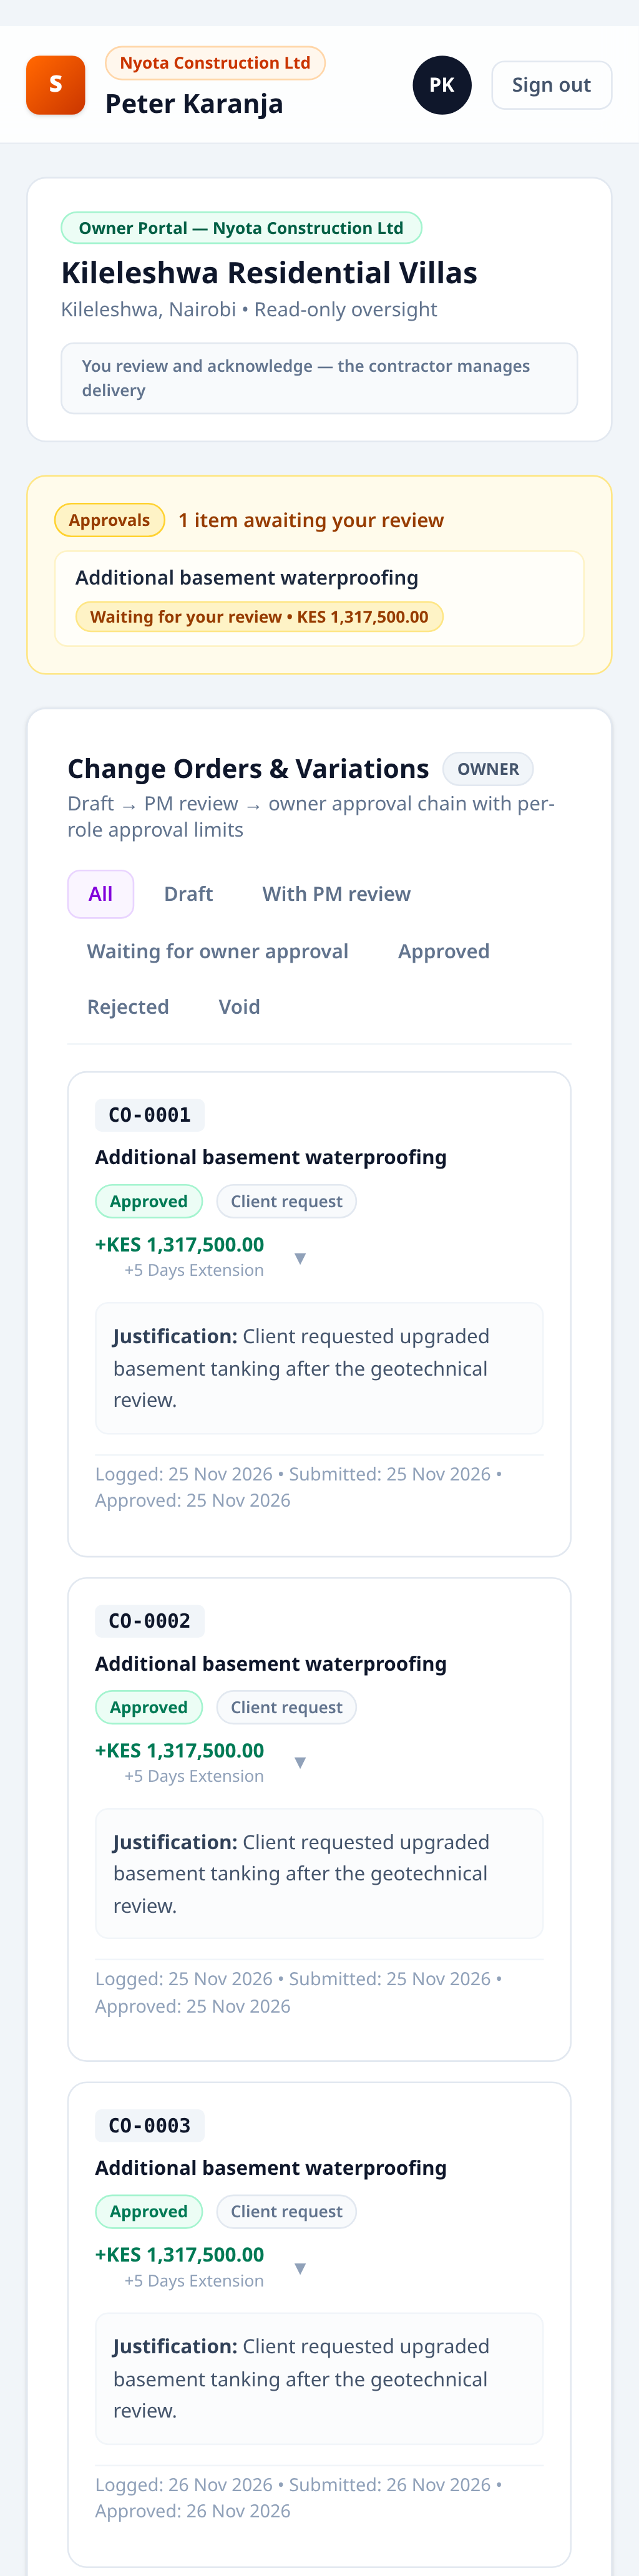 S
Nyota Construction Ltd
Peter Karanja
PK
Sign out
Owner Portal — Nyota Construction Ltd
Kileleshwa Residential Villas
Kileleshwa, Nairobi • Read-only oversight
You review and acknowledge — the contractor manages
delivery
Approvals 1 item awaiting your review
Additional basement waterproofing
Waiting for your review • KES 1,317,500.00
Change Orders & Variations OWNER
Draft → PM review → owner approval chain with per-
role approval limits
All Draft With PM review
Waiting for owner approval Approved
Rejected Void
CO-0001
Additional basement waterproofing
Approved Client request
+KES 1,317,500.00 ▼
+5 Days Extension
Justification: Client requested upgraded
basement tanking after the geotechnical
review.
Logged: 25 Nov 2026 • Submitted: 25 Nov 2026 •
Approved: 25 Nov 2026
CO-0002
Additional basement waterproofing
Approved Client request
+KES 1,317,500.00 ▼
+5 Days Extension
Justification: Client requested upgraded
basement tanking after the geotechnical
review.
Logged: 25 Nov 2026 • Submitted: 25 Nov 2026 •
Approved: 25 Nov 2026
CO-0003
Additional basement waterproofing
Approved Client request
+KES 1,317,500.00 ▼
+5 Days Extension
Justification: Client requested upgraded
basement tanking after the geotechnical
review.
Logged: 26 Nov 2026 • Submitted: 26 Nov 2026 •
Approved: 26 Nov 2026